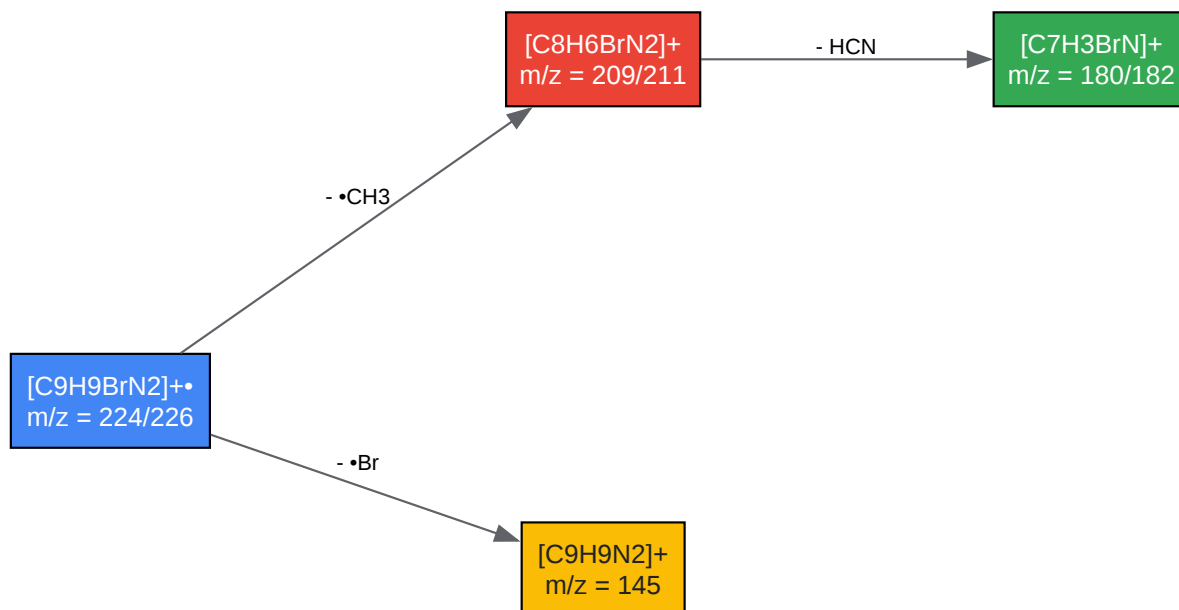 [C8H6BrN2]+
m/z = 209/211
- HCN
[C7H3BrN]+
m/z = 180/182
- •CH3
[C9H9BrN2]+•
m/z = 224/226
- •Br
[C9H9N2]+
m/z = 145